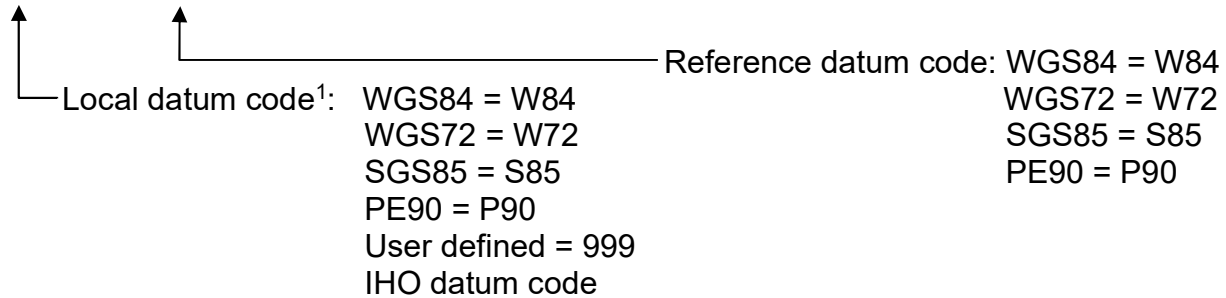 Reference datum code: WGS84 = W84
WGS72 = W72
SGS85 = S85
PE90 = P90
Local datum code¹: WGS84 = W84
WGS72 = W72
SGS85 = S85
PE90 = P90
User defined = 999
IHO datum code